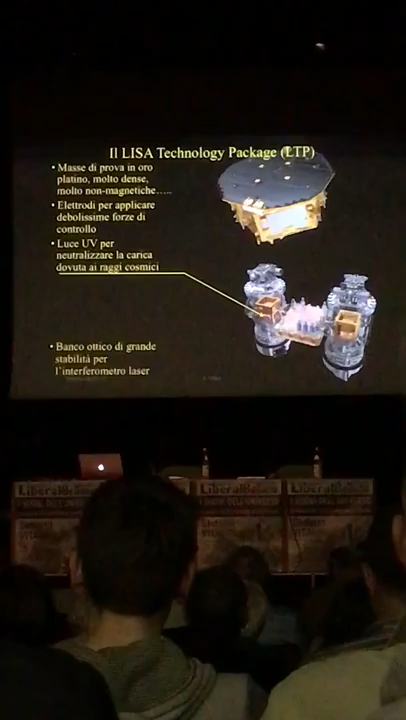 Il LISA Technology Package (LTP)
• Masse di prova in oro
platino, molto dense,
molto non-magnetiche…..
• Elettrodi per applicare
debolissime forze di
controllo
• Luce UV per
neutralizzare la carica
dovuta ai raggi cosmici
• Banco ottico di grande
stabilità per
l'interferometro laser